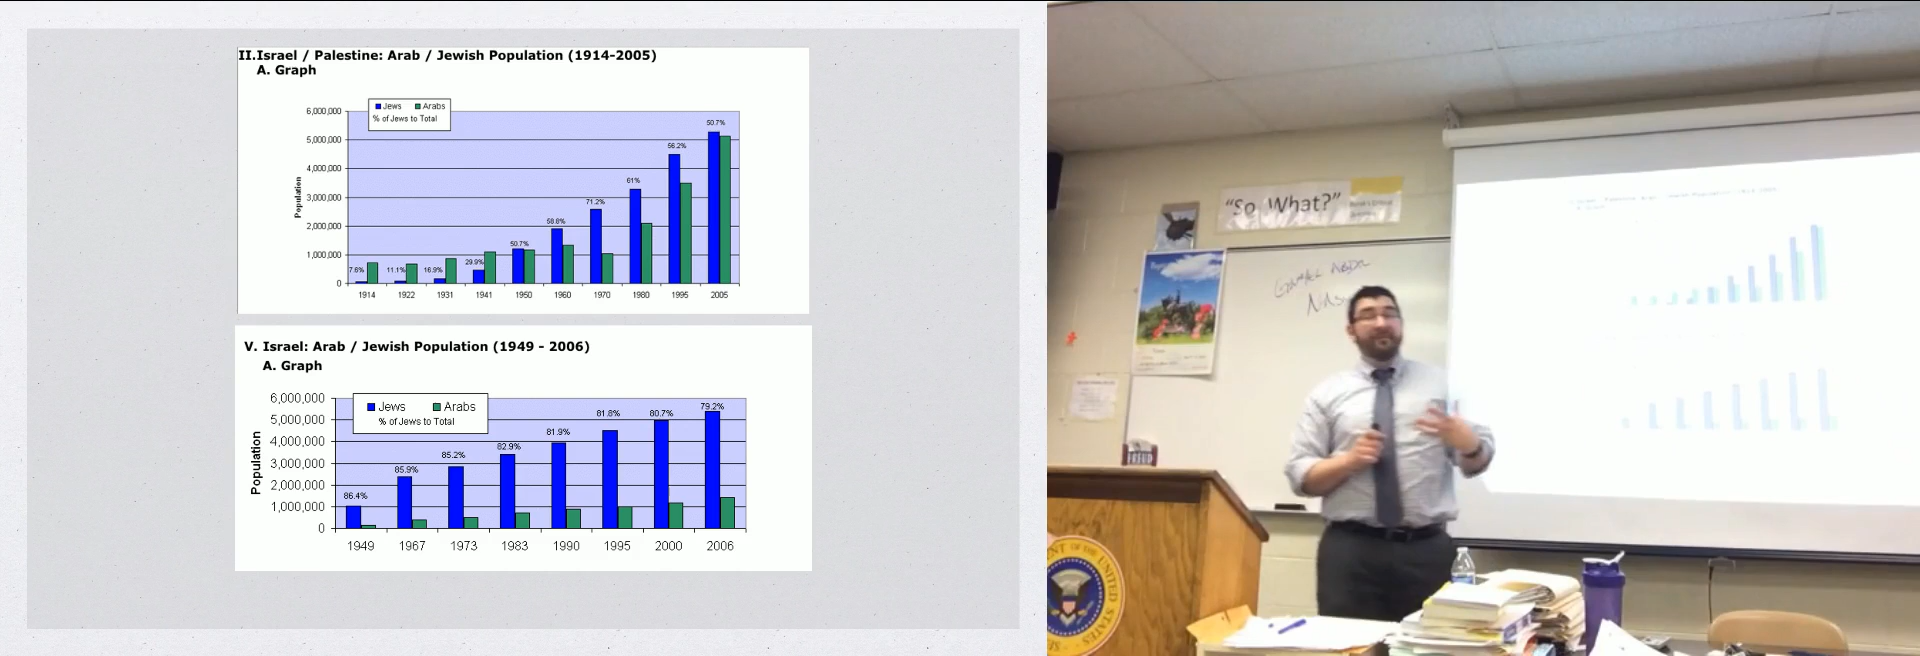 II.Israel / Palestine: Arab / Jewish Population (1914-2005)
A. Graph
Jews Arabs
% of Jews to Total
Population
6,000,000
5,000,000
4,000,000
3,000,000
2,000,000
1,000,000
0
7.6% 11.1% 16.9% 29.9% 50.7% 58.8% 71.2% 61% 56.2% 50.7%
1914 1922 1931 1941 1950 1960 1970 1980 1995 2005
V. Israel: Arab / Jewish Population (1949 - 2006)
A. Graph
Jews Arabs
% of Jews to Total
Population
6,000,000
5,000,000
4,000,000
3,000,000
2,000,000
1,000,000
0
86.4% 85.9% 85.2% 82.9% 81.9% 81.8% 80.7% 79.2%
1949 1967 1973 1983 1990 1995 2000 2006
"So What?"
FREUD